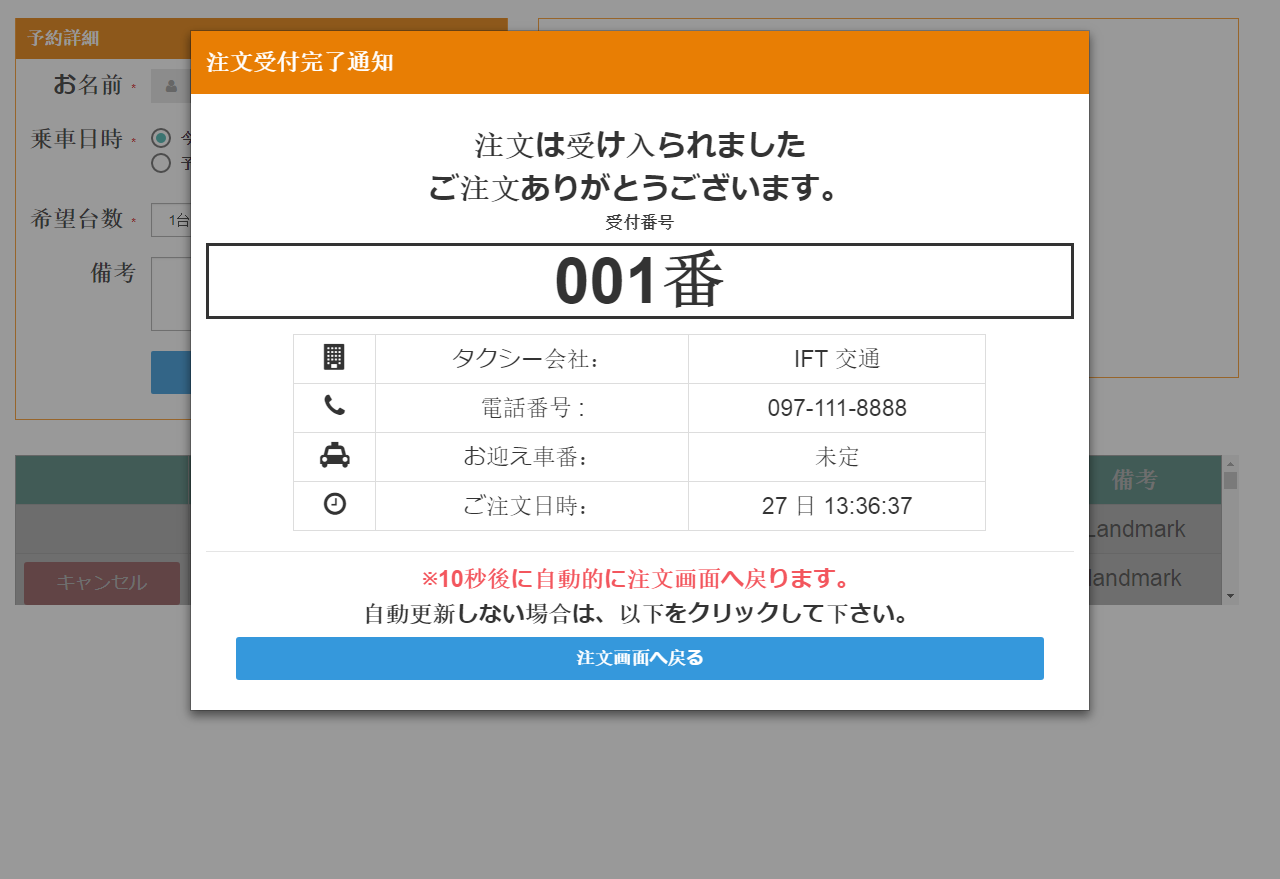 予約詳細
注文受付完了通知
お名前 *
乗車日時 *
希望台数 *
1台
備考
注文は受け入られました
ご注文ありがとうございます。
受付番号
001番
タクシー会社: IFT 交通
電話番号 : 097-111-8888
お迎え車番: 未定
ご注文日時: 27 日 13:36:37
※10秒後に自動的に注文画面へ戻ります。
自動更新しない場合は、以下をクリックして下さい。
注文画面へ戻る
備考
Landmark
キャンセル
landmark